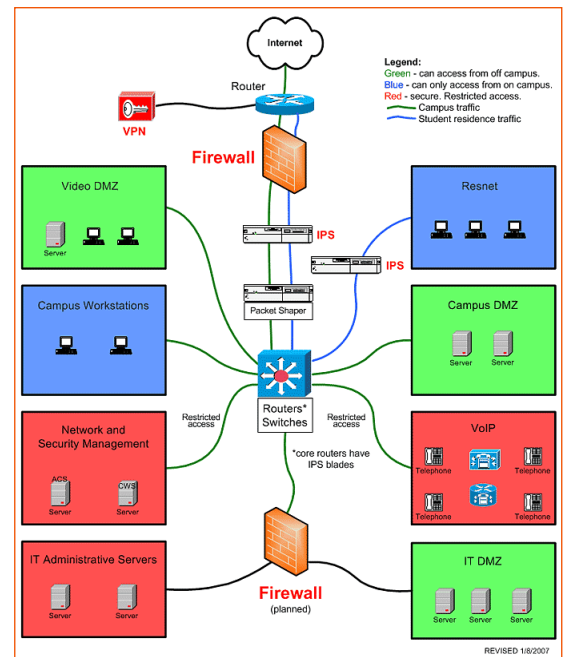 Internet
Legend:
Green - can access from off campus.
Blue - can only access from on campus.
Red - secure. Restricted access.
Campus traffic
Student residence traffic
Router
VPN
Firewall
Video DMZ
Server
IPS
Resnet
IPS
Packet Shaper
Campus Workstations
Campus DMZ
Server
Server
Routers*
Switches
Restricted
access
Restricted
access
*core routers have
IPS blades
Network and
Security Management
ACS
Server
CWS
Server
VoIP
Telephone
Telephone
Telephone
Telephone
IT Administrative Servers
Server
Server
Firewall
(planned)
IT DMZ
Server
Server
Server
REVISED 1/8/2007